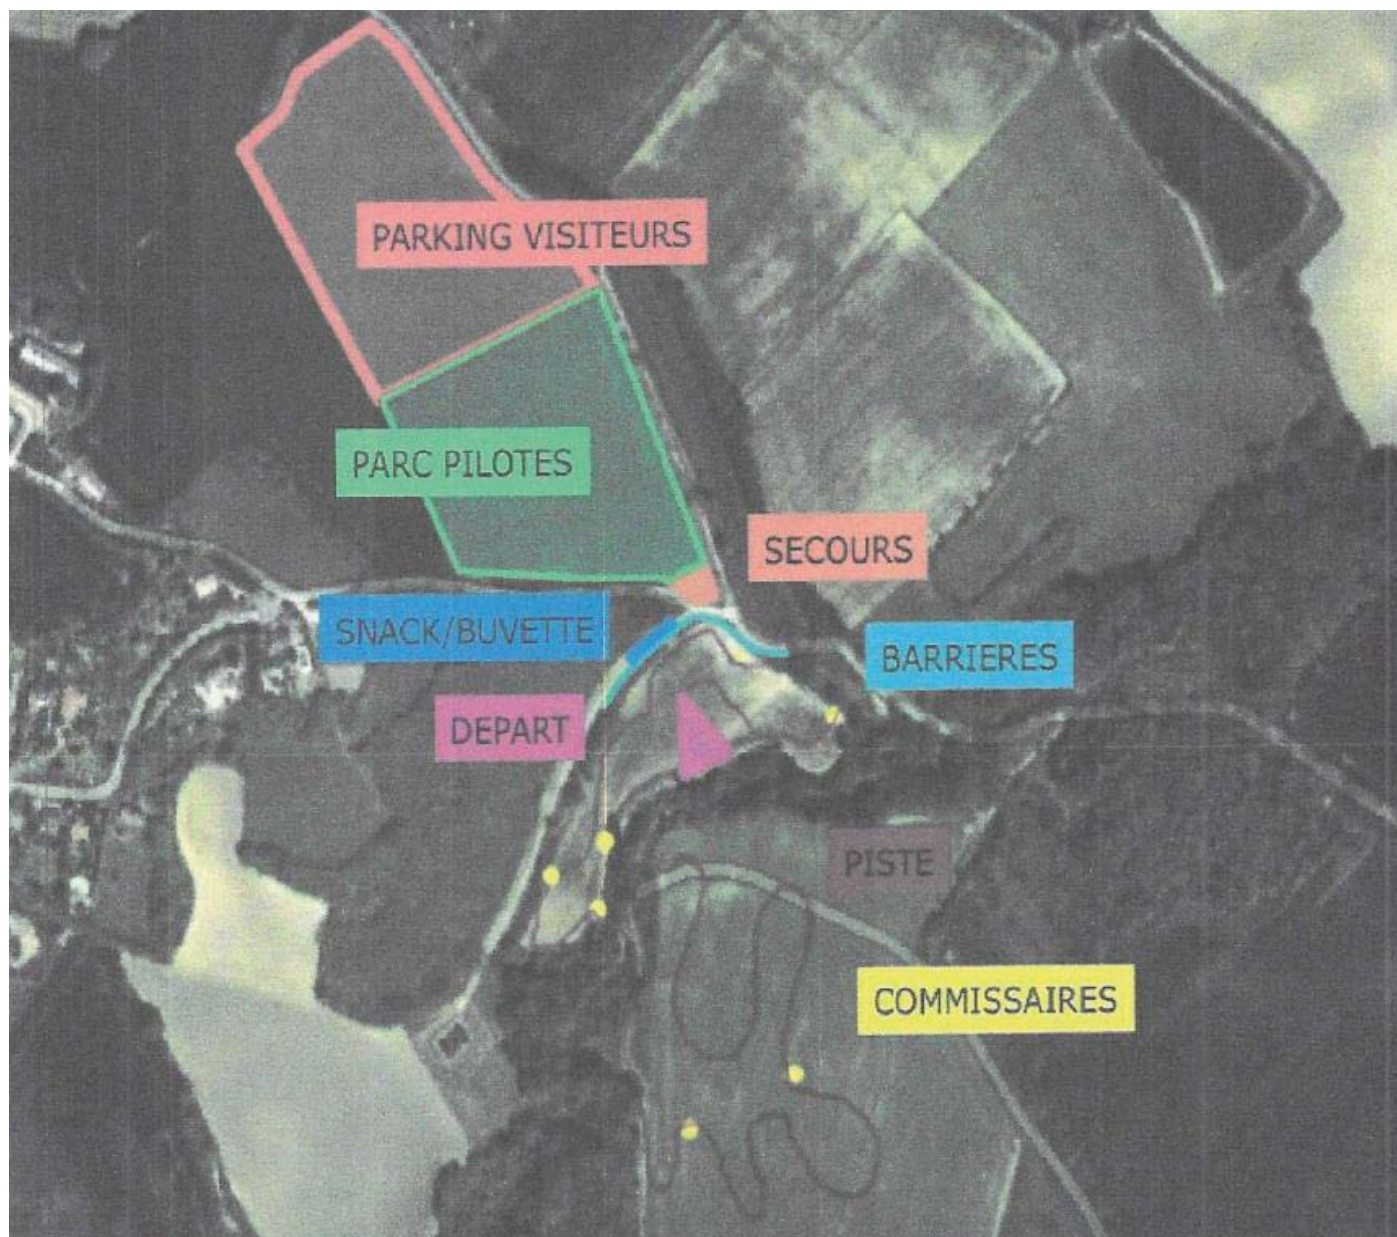 PARKING VISITEURS
PARC PILOTES
SECOURS
SNACK/BUVETTE
BARRIERES
DEPART
PISTE
COMMISSAIRES